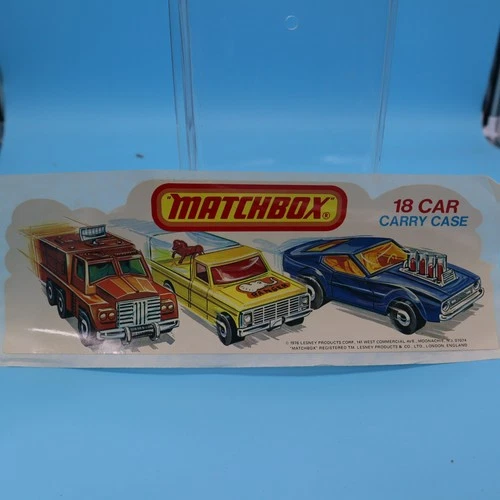 MATCHBOX®
18 CAR
CARRY CASE
© 1978 LESNEY PRODUCTS CORP., 141 WEST COMMERCIAL AVE., MOONACHIE, N.J. 07074
"MATCHBOX" REGISTERED TM. LESNEY PRODUCTS & CO., LTD., LONDON, ENGLAND